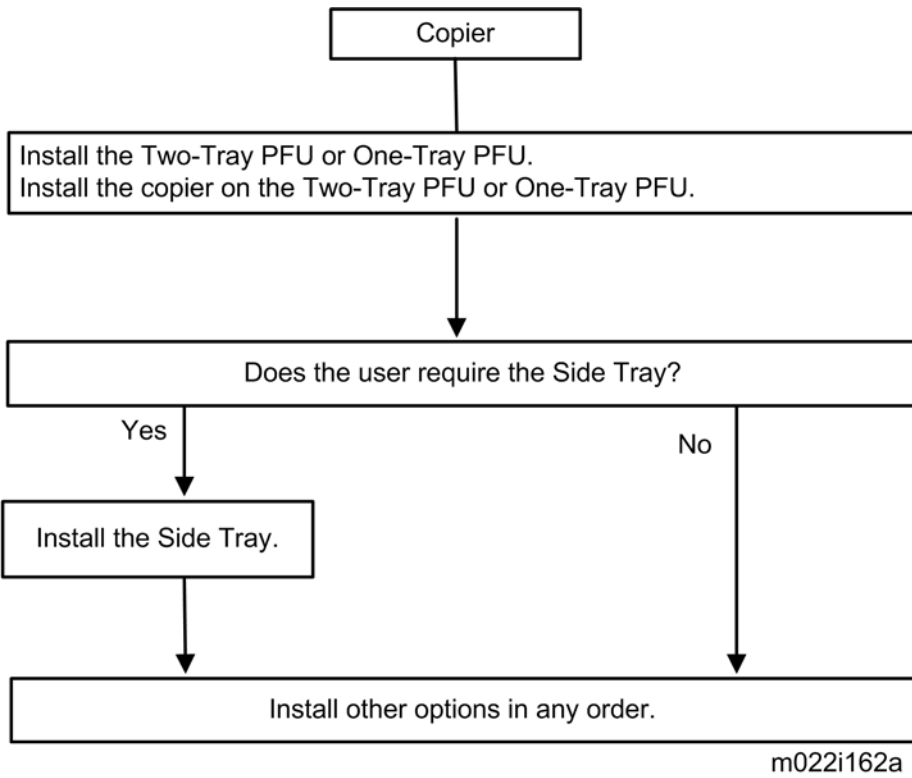 Copier
Install the Two-Tray PFU or One-Tray PFU.
Install the copier on the Two-Tray PFU or One-Tray PFU.
Does the user require the Side Tray?
Yes
No
Install the Side Tray.
Install other options in any order.
m022i162a